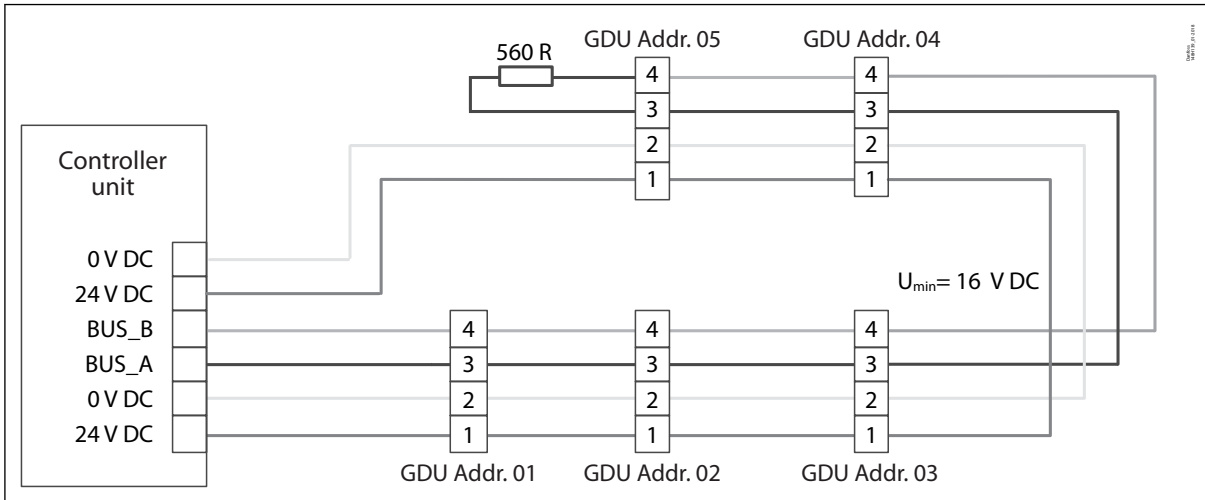 GDU Addr. 05
GDU Addr. 04
560 R
4
4
3
3
2
2
1
1
Controller
unit
0 V DC
24 V DC
Umin= 16 V DC
BUS_B
4
4
4
BUS_A
3
3
3
0 V DC
2
2
2
24 V DC
1
1
1
GDU Addr. 01
GDU Addr. 02
GDU Addr. 03